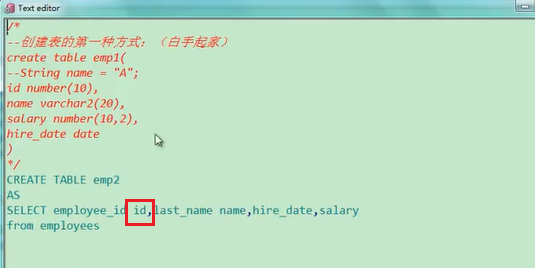 Text editor
/*
--创建表的第一种方式：（白手起家）
create table emp1(
--String name = "A";
id number(10),
name varchar2(20),
salary number(10,2),
hire_date date
)
*/
CREATE TABLE emp2
AS
SELECT employee_id id,last_name name,hire_date,salary
from employees